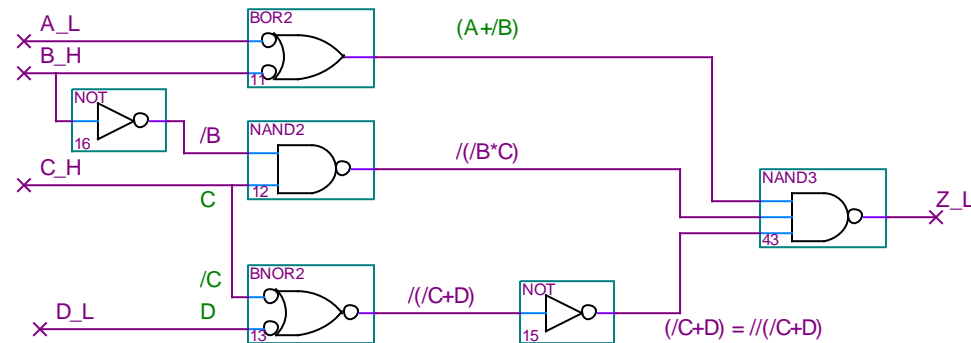 BOR2
A_L
(A+/B)
B_H
11
NOT
16
/B
NAND2
/(/B*C)
C_H
12
C
NAND3
Z_L
43
BNOR2
/C
/(/C+D)
NOT
D
D_L
13
15
(/C+D) = //(/C+D)